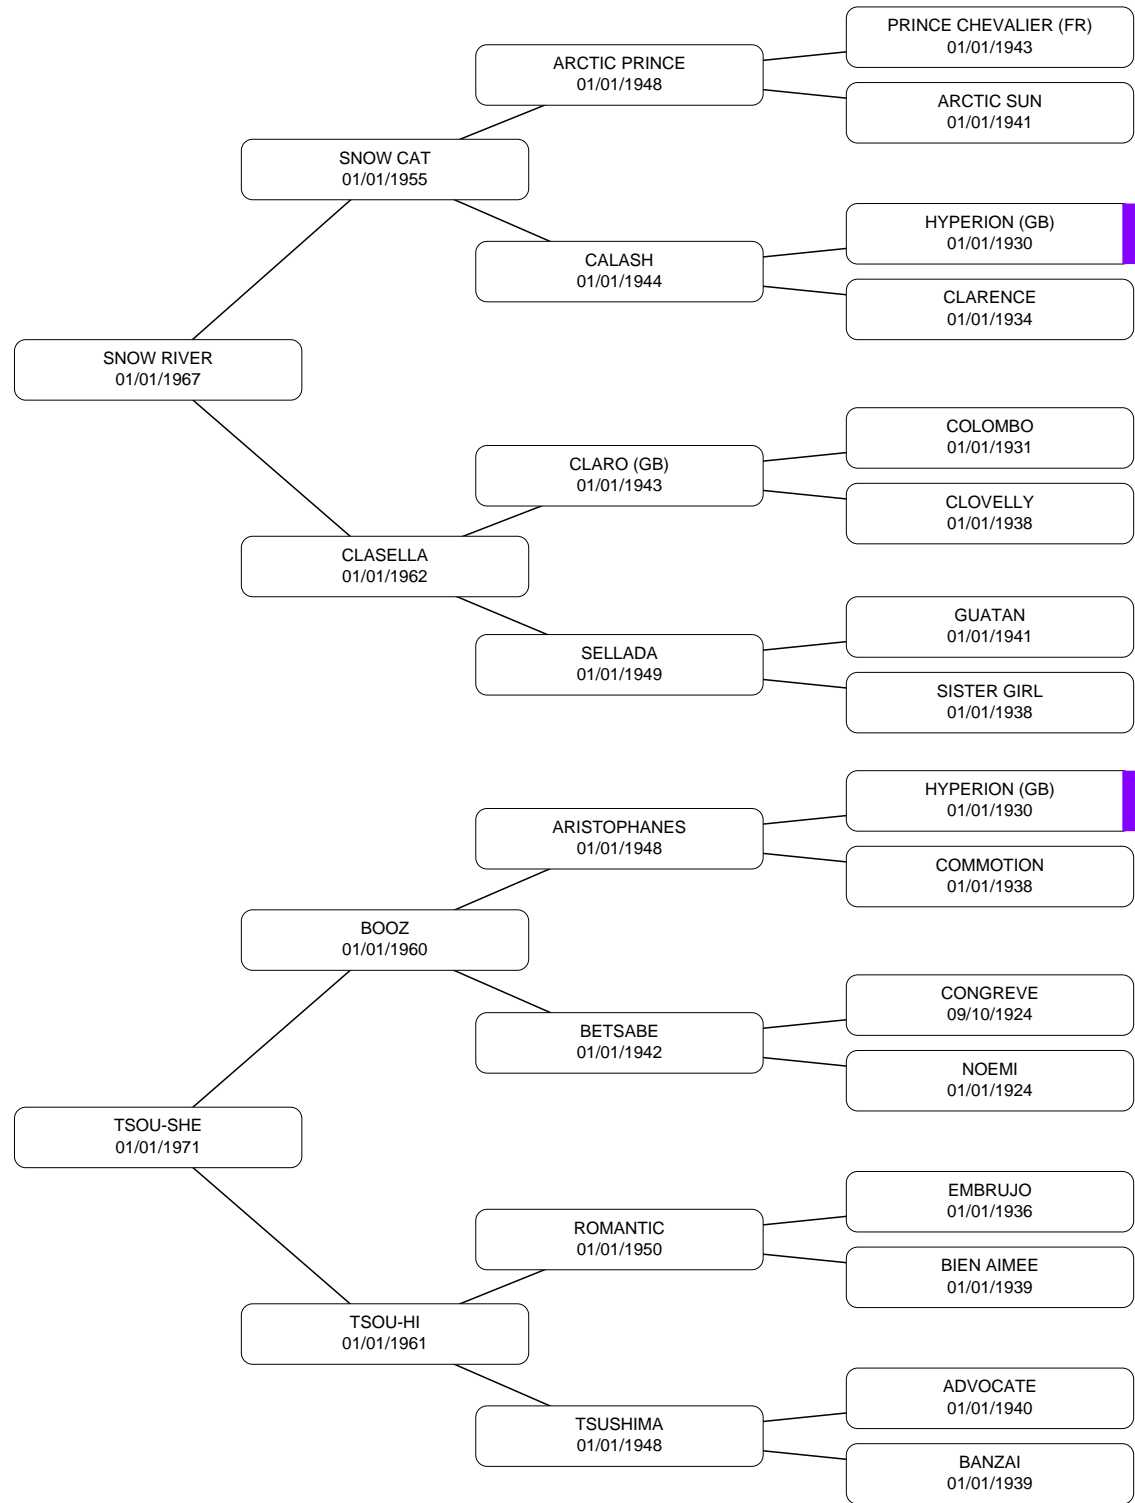 PRINCE CHEVALIER (FR)
01/01/1943
ARCTIC PRINCE
01/01/1948
ARCTIC SUN
01/01/1941
SNOW CAT
01/01/1955
HYPERION (GB)
01/01/1930
CALASH
01/01/1944
CLARENCE
01/01/1934
SNOW RIVER
01/01/1967
COLOMBO
01/01/1931
CLARO (GB)
01/01/1943
CLOVELLY
01/01/1938
CLASELLA
01/01/1962
GUATAN
01/01/1941
SELLADA
01/01/1949
SISTER GIRL
01/01/1938
HYPERION (GB)
01/01/1930
ARISTOPHANES
01/01/1948
COMMOTION
01/01/1938
BOOZ
01/01/1960
CONGREVE
09/10/1924
BETSABE
01/01/1942
NOEMI
01/01/1924
TSOU-SHE
01/01/1971
EMBRUJO
01/01/1936
ROMANTIC
01/01/1950
BIEN AIMEE
01/01/1939
TSOU-HI
01/01/1961
ADVOCATE
01/01/1940
TSUSHIMA
01/01/1948
BANZAI
01/01/1939